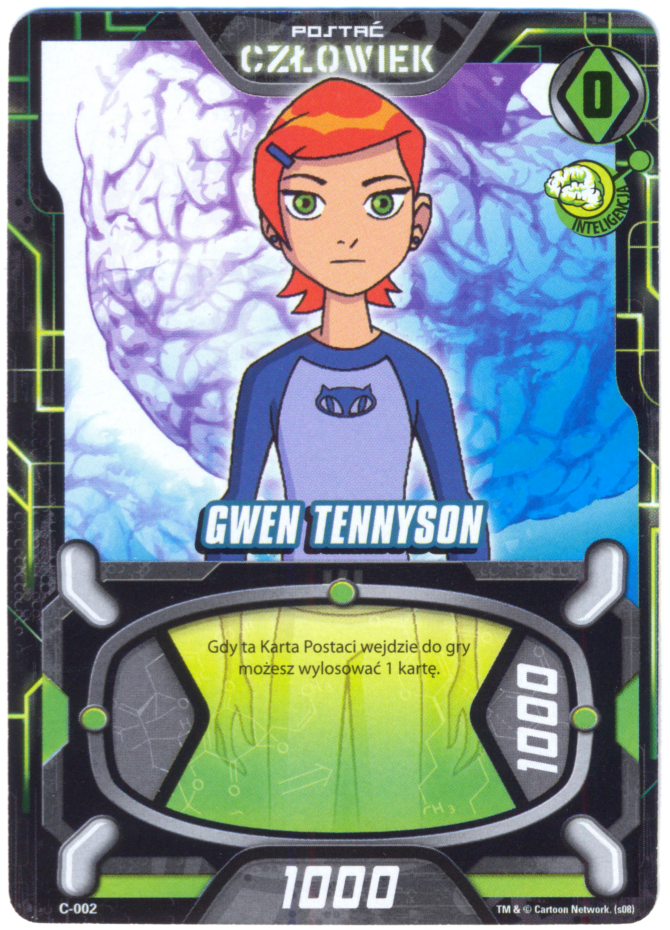 POSTAĆ
CZŁOWIEK
0
INTELIGENCJA
GWEN TENNYSON
Gdy ta Karta Postaci wejdzie do gry
możesz wylosować 1 kartę.
1000
rH3
1000
C-002
TM & © Cartoon Network. (s08)